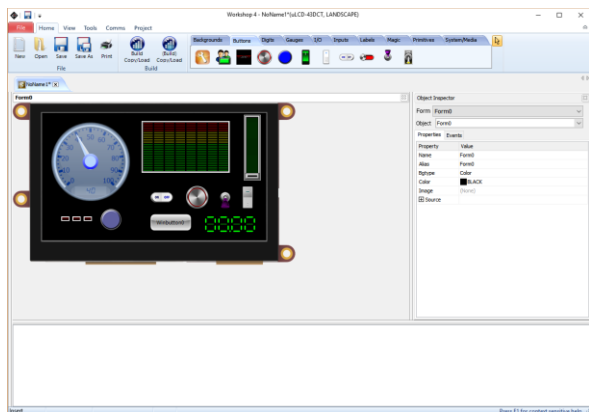 Workshop 4 - NoName1*(uLCD-43DCT, LANDSCAPE)
File Home View Tools Comms Project
New Open Save Save As Print
Build Copy/Load
(Build) Copy/Load
File Build
Backgrounds Buttons Digits Gauges I/O Inputs Labels Magic Primitives System/Media
NoName1*
Form0
Object Inspector
Form Form0
Object Form0
Properties Events
Property Value
Name Form0
Alias Form0
Bgtype Color
Color BLACK
Image (None)
Source
Winbutton0
Insert
Press F1 for context sensitive help